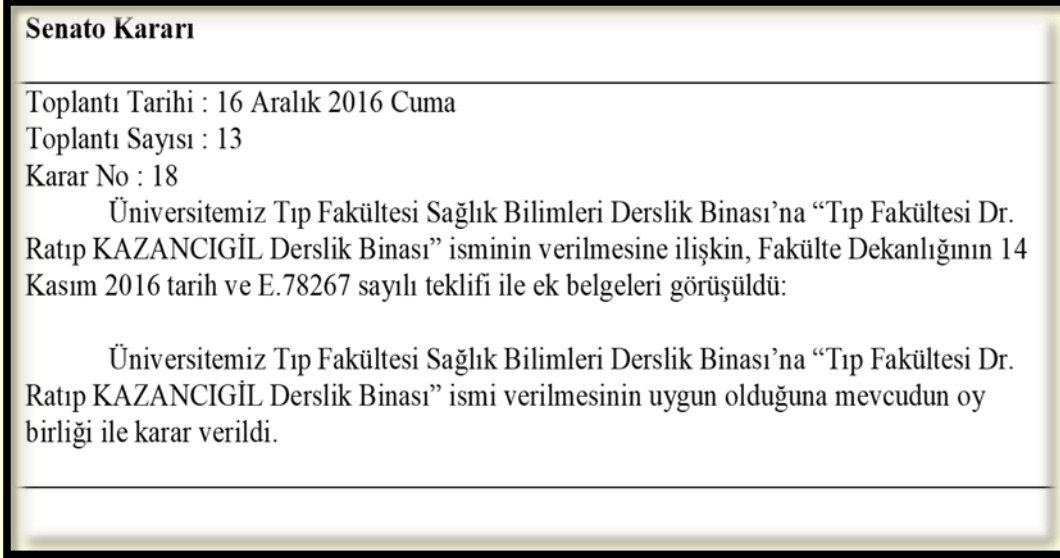 Senato Kararı
Toplantı Tarihi : 16 Aralık 2016 Cuma
Toplantı Sayısı : 13
Karar No : 18
Üniversitemiz Tıp Fakültesi Sağlık Bilimleri Derslik Binası’na “Tıp Fakültesi Dr.
Ratıp KAZANCIGİL Derslik Binası” isminin verilmesine ilişkin, Fakülte Dekanlığının 14
Kasım 2016 tarih ve E.78267 sayılı teklifi ile ek belgeleri görüşüldü:
Üniversitemiz Tıp Fakültesi Sağlık Bilimleri Derslik Binası’na “Tıp Fakültesi Dr.
Ratıp KAZANCIGİL Derslik Binası” ismi verilmesinin uygun olduğuna mevcudun oy
birliği ile karar verildi.